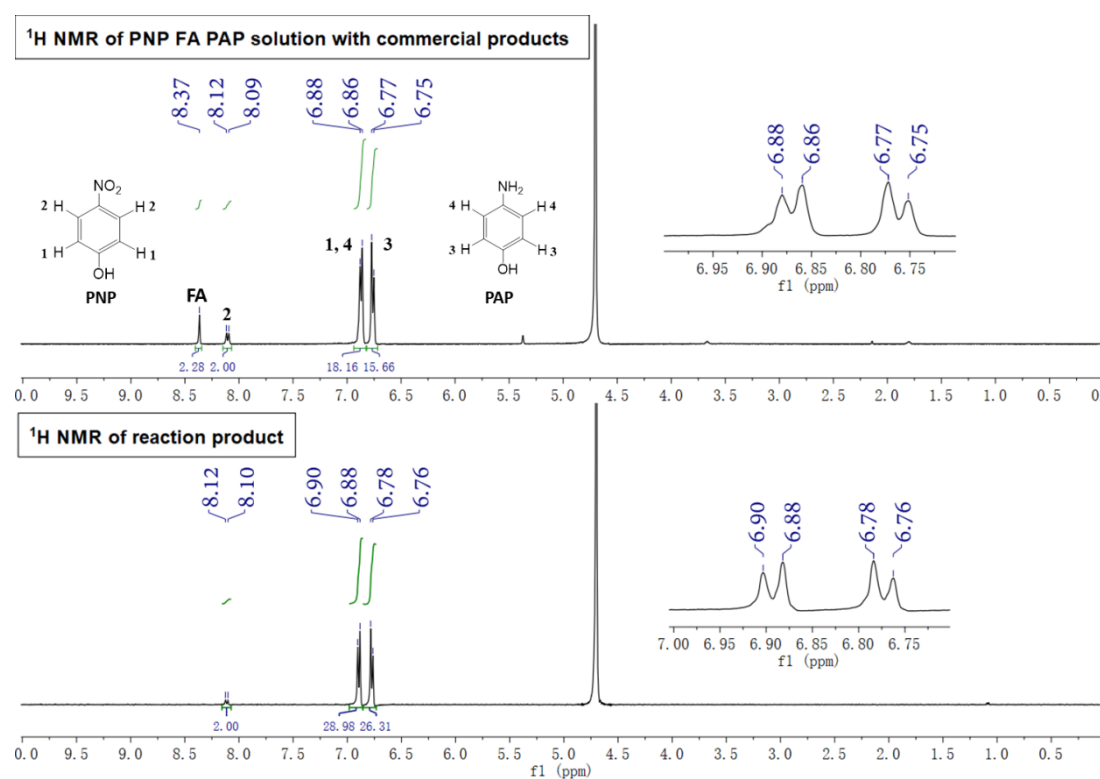 ¹H NMR of PNP FA PAP solution with commercial products
8.37
8.12
8.09
6.88
6.86
6.77
6.75
6.88
6.86
6.77
6.75
NO₂
2 H H 2
1 H H 1
OH
PNP
NH₂
4 H H 4
3 H H 3
OH
PAP
FA
2
1, 4
3
6.95 6.90 6.85 6.80 6.75
f1 (ppm)
2.28 2.00 18.16 15.66
0.0 9.5 9.0 8.5 8.0 7.5 7.0 6.5 6.0 5.5 5.0 4.5 4.0 3.5 3.0 2.5 2.0 1.5 1.0 0.5 0.
¹H NMR of reaction product
8.12
8.10
6.90
6.88
6.78
6.76
6.90
6.88
6.78
6.76
7.00 6.95 6.90 6.85 6.80 6.75
f1 (ppm)
2.00 28.98 26.31
0.0 9.5 9.0 8.5 8.0 7.5 7.0 6.5 6.0 5.5 5.0 4.5 4.0 3.5 3.0 2.5 2.0 1.5 1.0 0.5 0.
f1 (ppm)